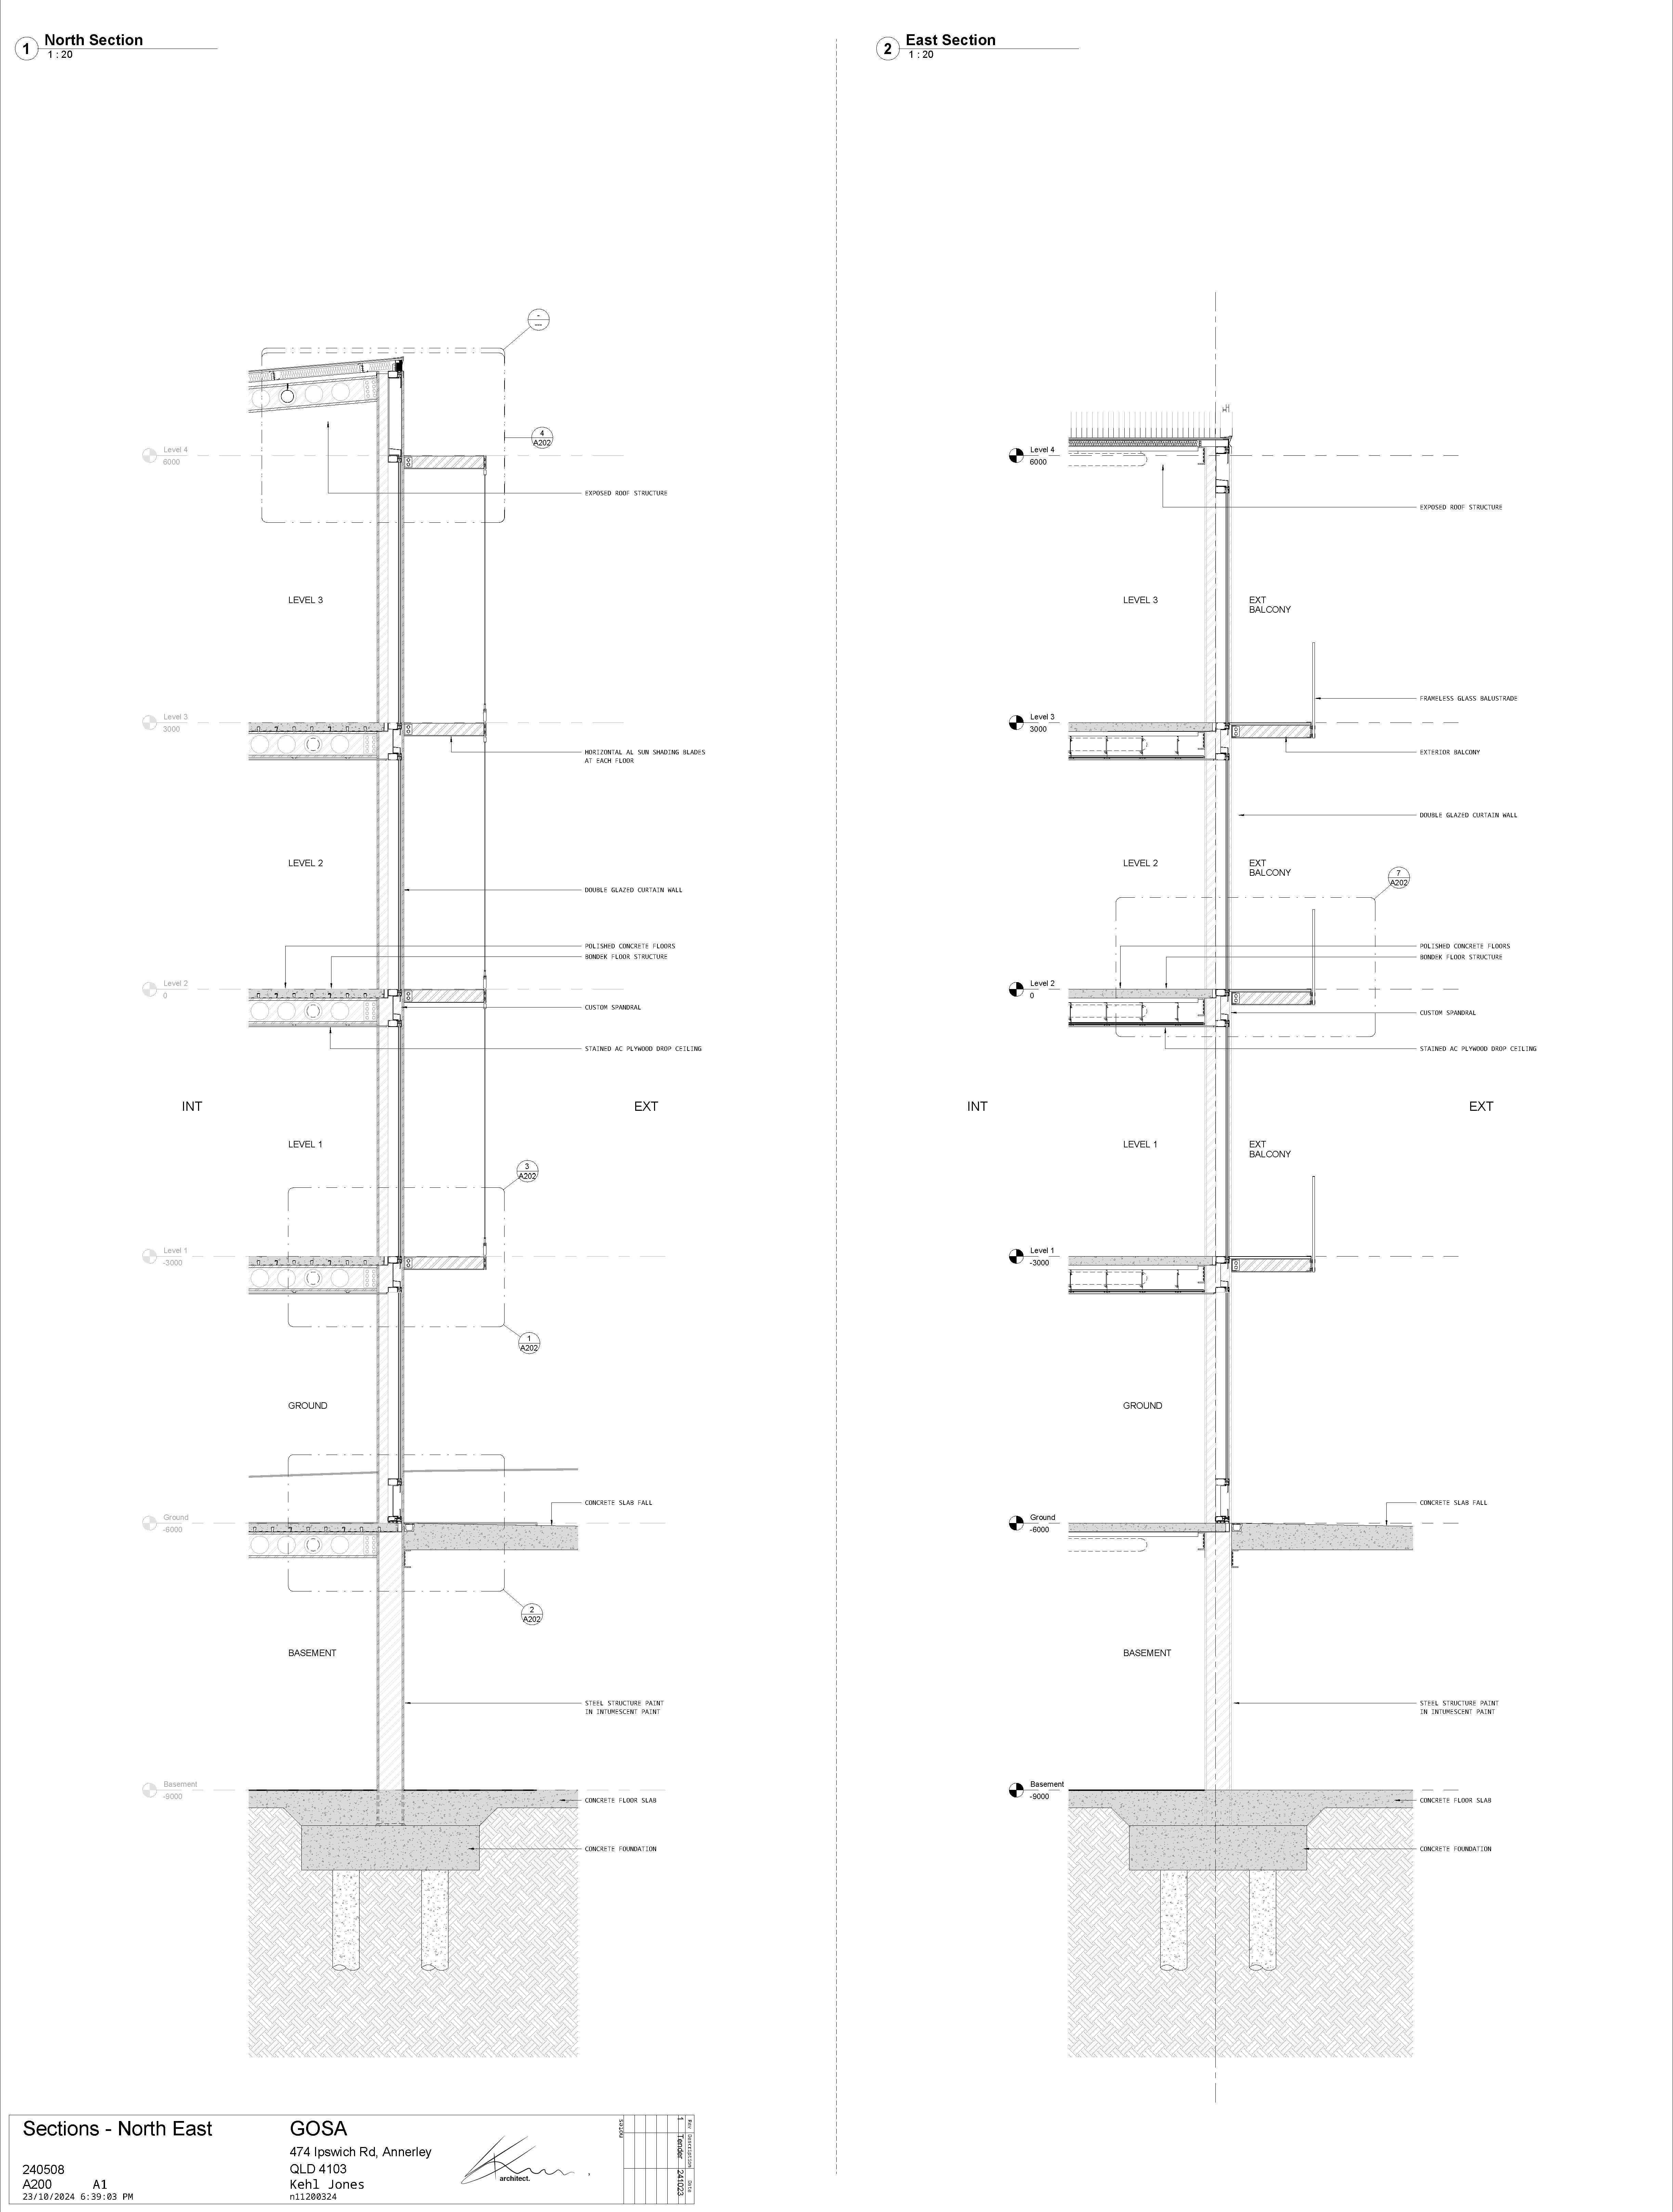 1
North Section
1 : 20
-
---
4
A202
Level 4
6000
EXPOSED ROOF STRUCTURE
LEVEL 3
Level 3
3000
HORIZONTAL AL SUN SHADING BLADES
AT EACH FLOOR
LEVEL 2
DOUBLE GLAZED CURTAIN WALL
POLISHED CONCRETE FLOORS
BONDEK FLOOR STRUCTURE
Level 2
0
CUSTOM SPANDRAL
STAINED AC PLYWOOD DROP CEILING
INT
EXT
LEVEL 1
3
A202
Level 1
-3000
1
A202
GROUND
CONCRETE SLAB FALL
Ground
-6000
2
A202
BASEMENT
STEEL STRUCTURE PAINT
IN INTUMESCENT PAINT
Basement
-9000
CONCRETE FLOOR SLAB
CONCRETE FOUNDATION
2
East Section
1 : 20
Level 4
6000
EXPOSED ROOF STRUCTURE
LEVEL 3
EXT
BALCONY
FRAMELESS GLASS BALUSTRADE
Level 3
3000
EXTERIOR BALCONY
DOUBLE GLAZED CURTAIN WALL
LEVEL 2
EXT
BALCONY
7
A202
POLISHED CONCRETE FLOORS
BONDEK FLOOR STRUCTURE
Level 2
0
CUSTOM SPANDRAL
STAINED AC PLYWOOD DROP CEILING
INT
EXT
LEVEL 1
EXT
BALCONY
Level 1
-3000
GROUND
CONCRETE SLAB FALL
Ground
-6000
BASEMENT
STEEL STRUCTURE PAINT
IN INTUMESCENT PAINT
Basement
-9000
CONCRETE FLOOR SLAB
CONCRETE FOUNDATION
Sections - North East
240508
A200 A1
23/10/2024 6:39:03 PM
GOSA
474 Ipswich Rd, Annerley
QLD 4103
Kehl Jones
n11200324
architect.
notes
Rev Description Date
1 Tender 241023